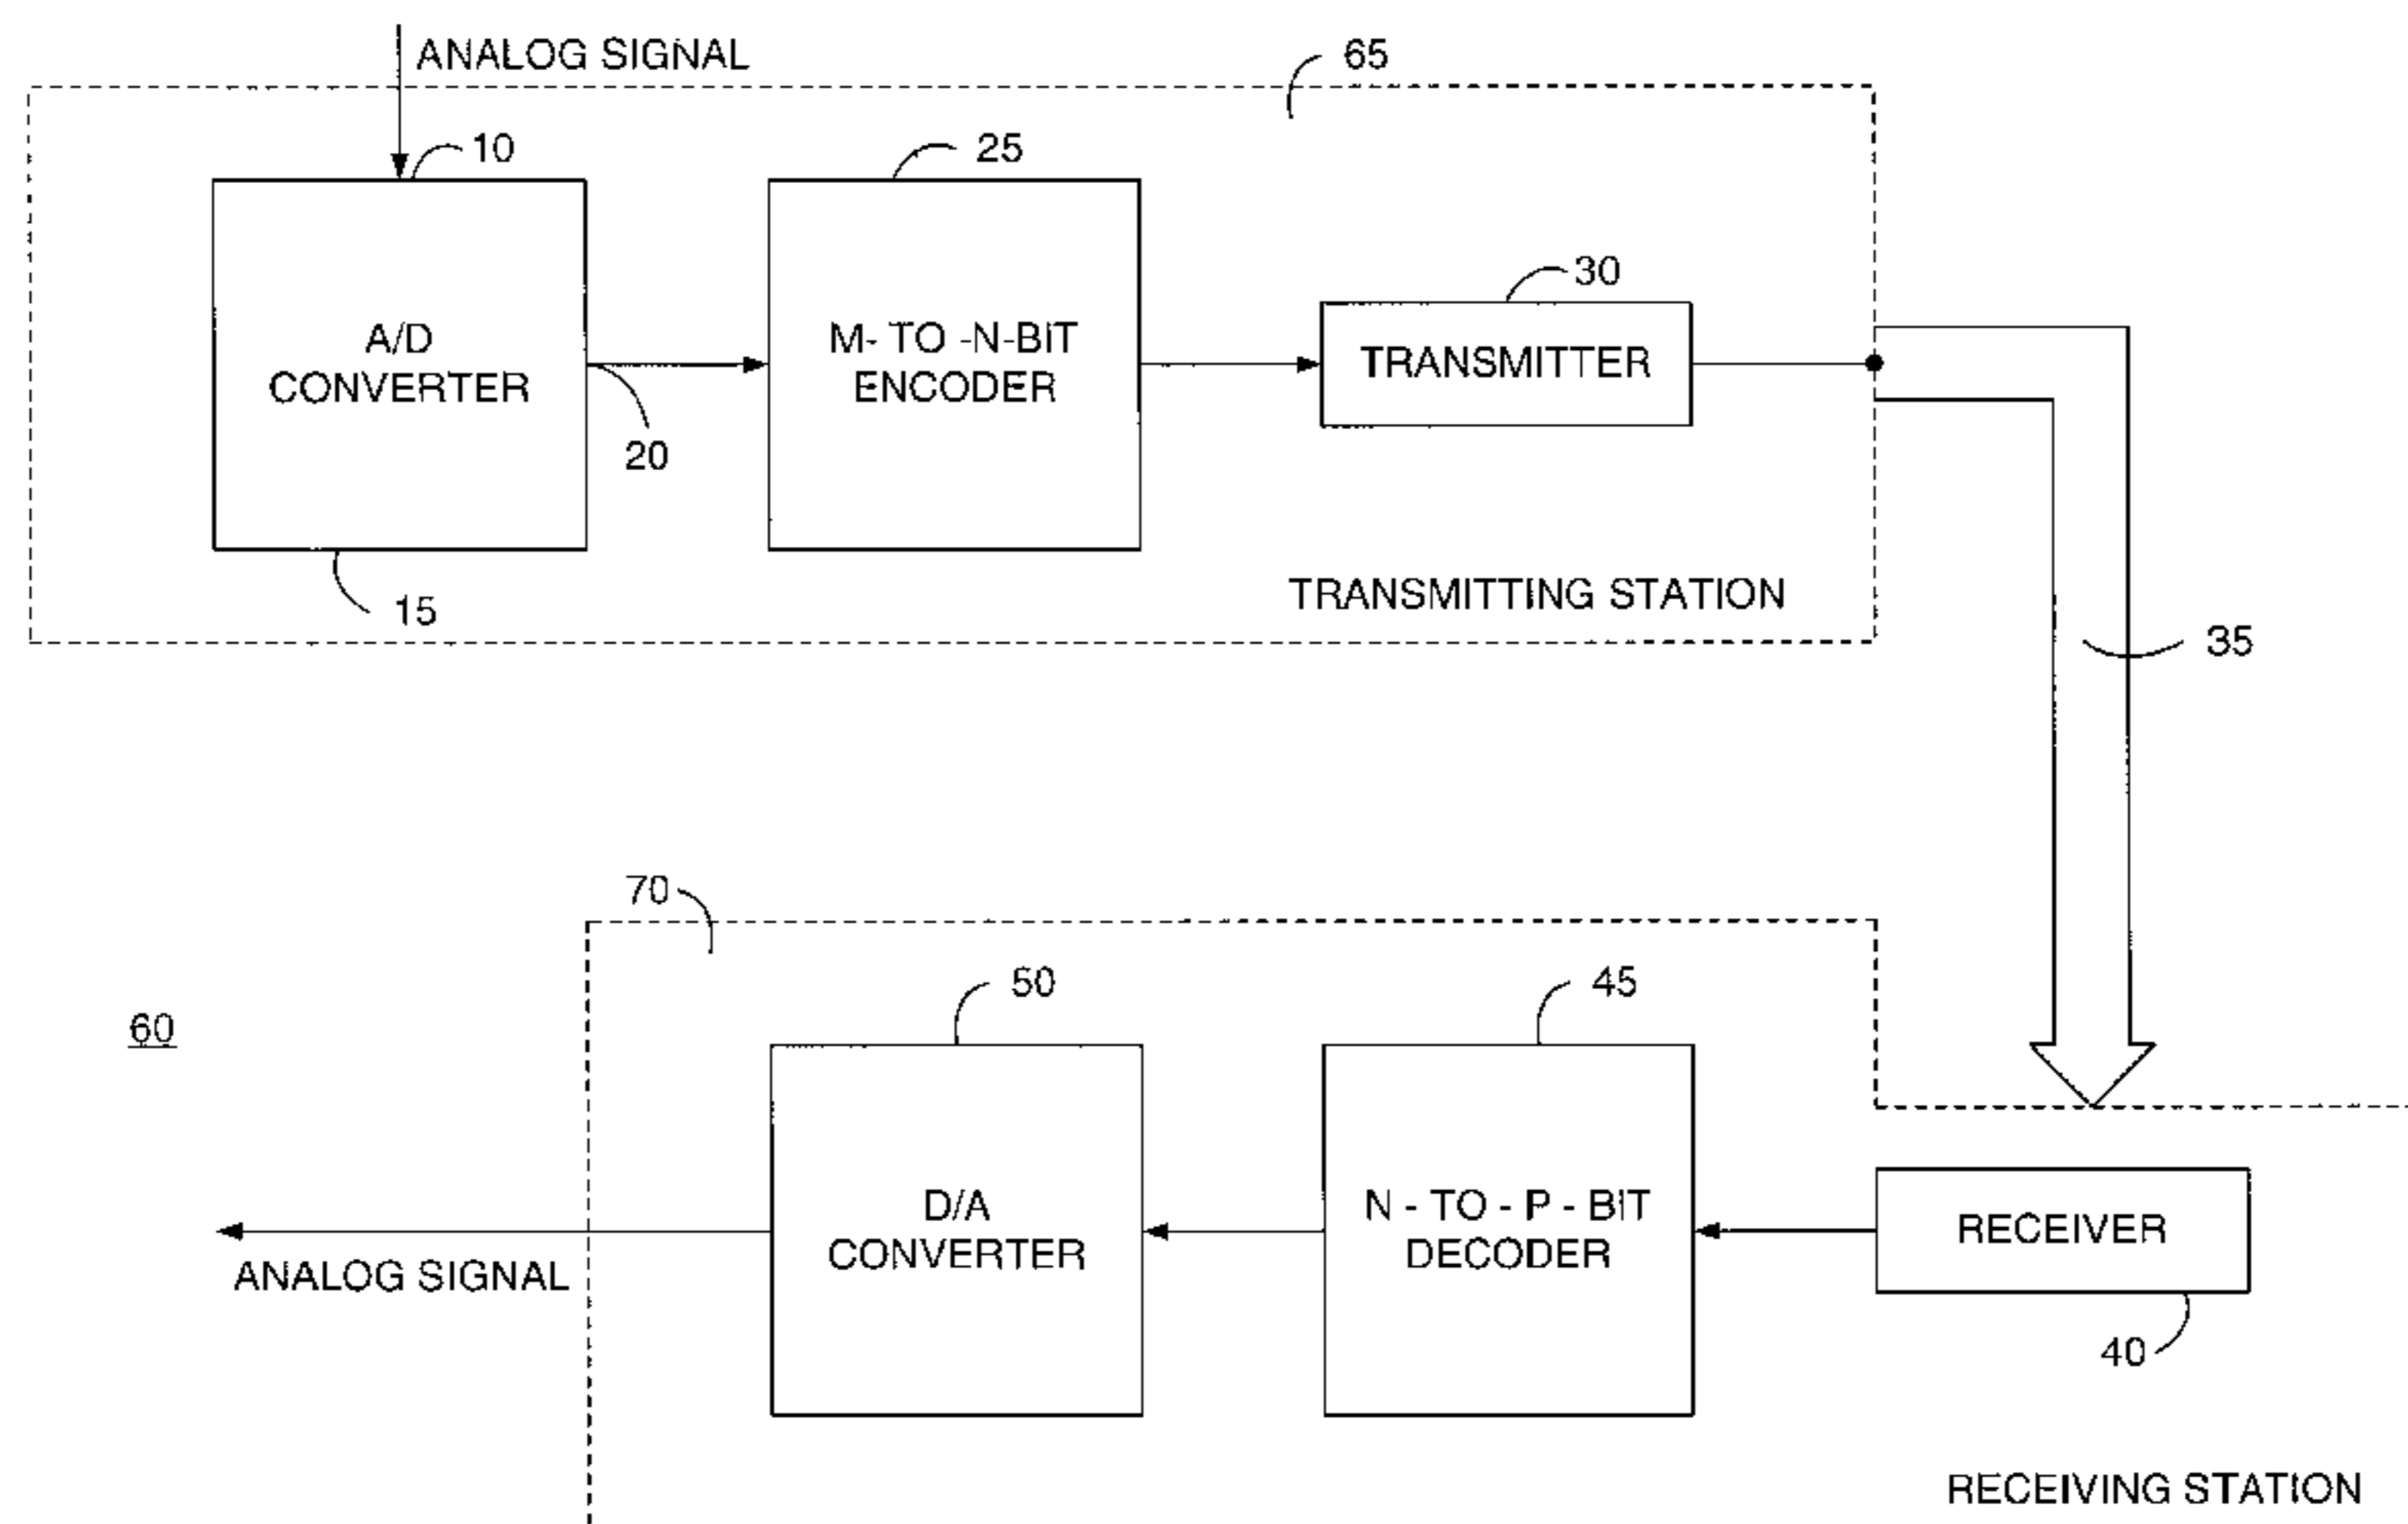 ANALOG SIGNAL
65
10
25
30
A/D
CONVERTER
M- TO -N-BIT
ENCODER
TRANSMITTER
20
15
TRANSMITTING STATION
35
70
50
45
60
D/A
CONVERTER
N - TO - P - BIT
DECODER
RECEIVER
ANALOG SIGNAL
40
RECEIVING STATION